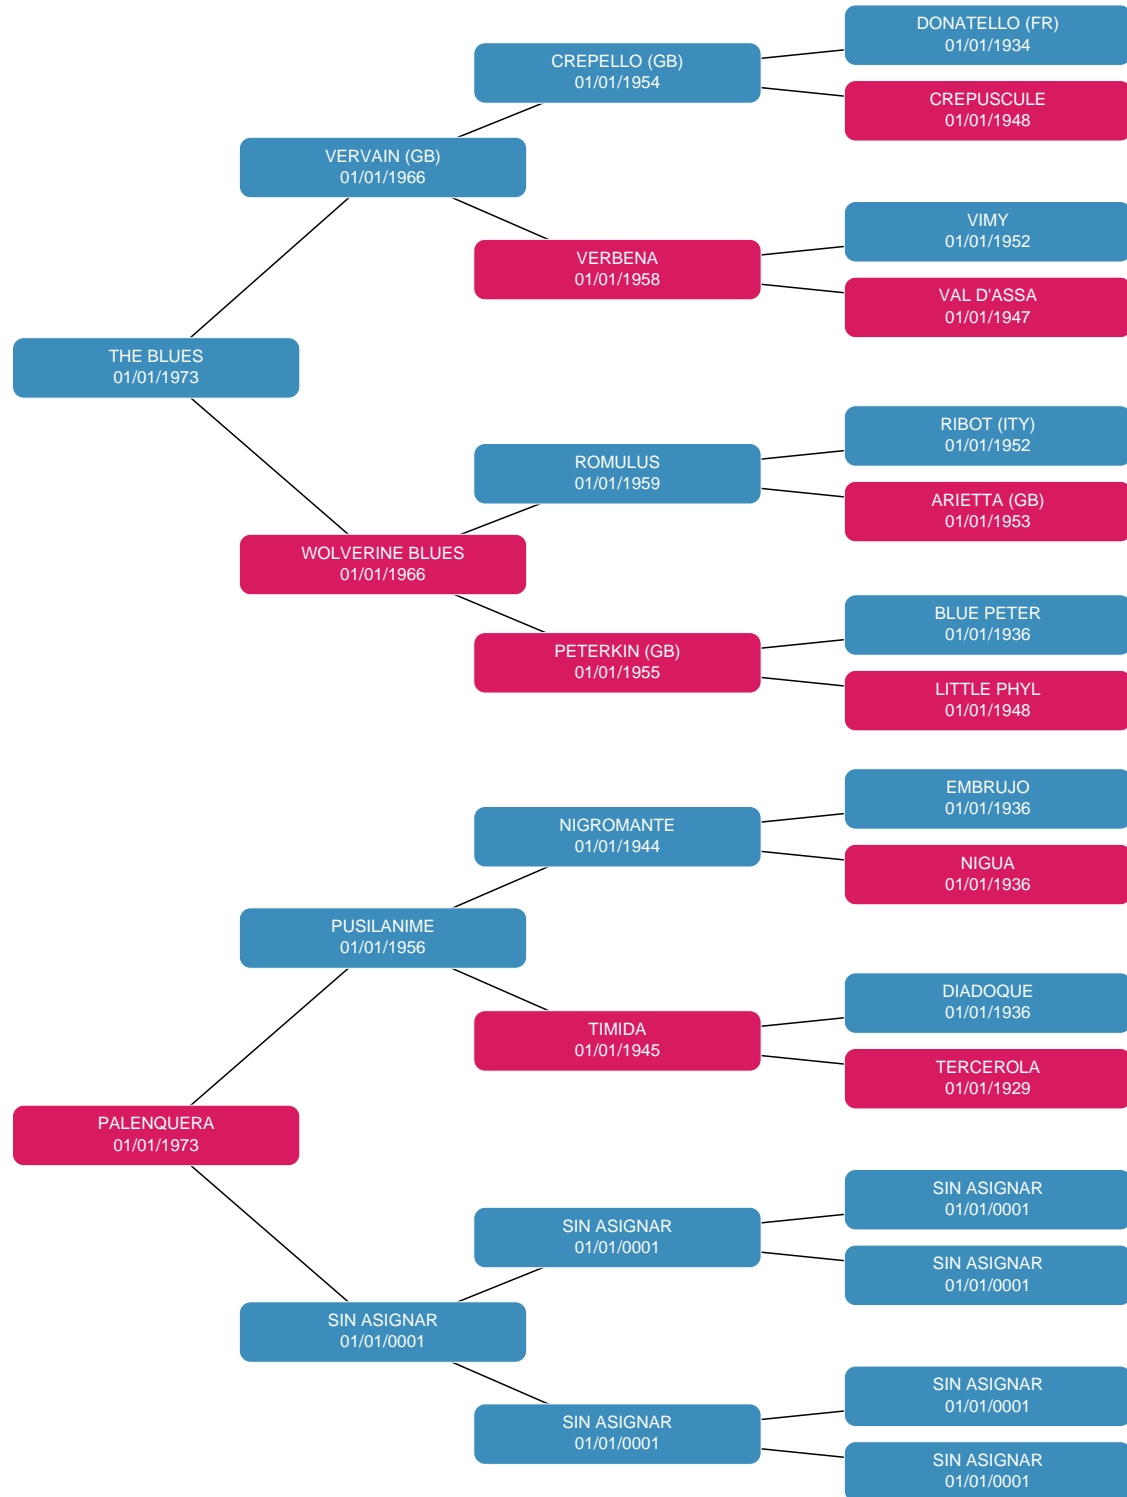 DONATELLO (FR)
01/01/1934
CREPELLO (GB)
01/01/1954
CREPUSCULE
01/01/1948
VERVAIN (GB)
01/01/1966
VIMY
01/01/1952
VERBENA
01/01/1958
VAL D'ASSA
01/01/1947
THE BLUES
01/01/1973
RIBOT (ITY)
01/01/1952
ROMULUS
01/01/1959
ARIETTA (GB)
01/01/1953
WOLVERINE BLUES
01/01/1966
BLUE PETER
01/01/1936
PETERKIN (GB)
01/01/1955
LITTLE PHYL
01/01/1948
EMBRUJO
01/01/1936
NIGROMANTE
01/01/1944
NIGUA
01/01/1936
PUSILANIME
01/01/1956
DIADOQUE
01/01/1936
TIMIDA
01/01/1945
TERCEROLA
01/01/1929
PALENQUERA
01/01/1973
SIN ASIGNAR
01/01/0001
SIN ASIGNAR
01/01/0001
SIN ASIGNAR
01/01/0001
SIN ASIGNAR
01/01/0001
SIN ASIGNAR
01/01/0001
SIN ASIGNAR
01/01/0001
SIN ASIGNAR
01/01/0001